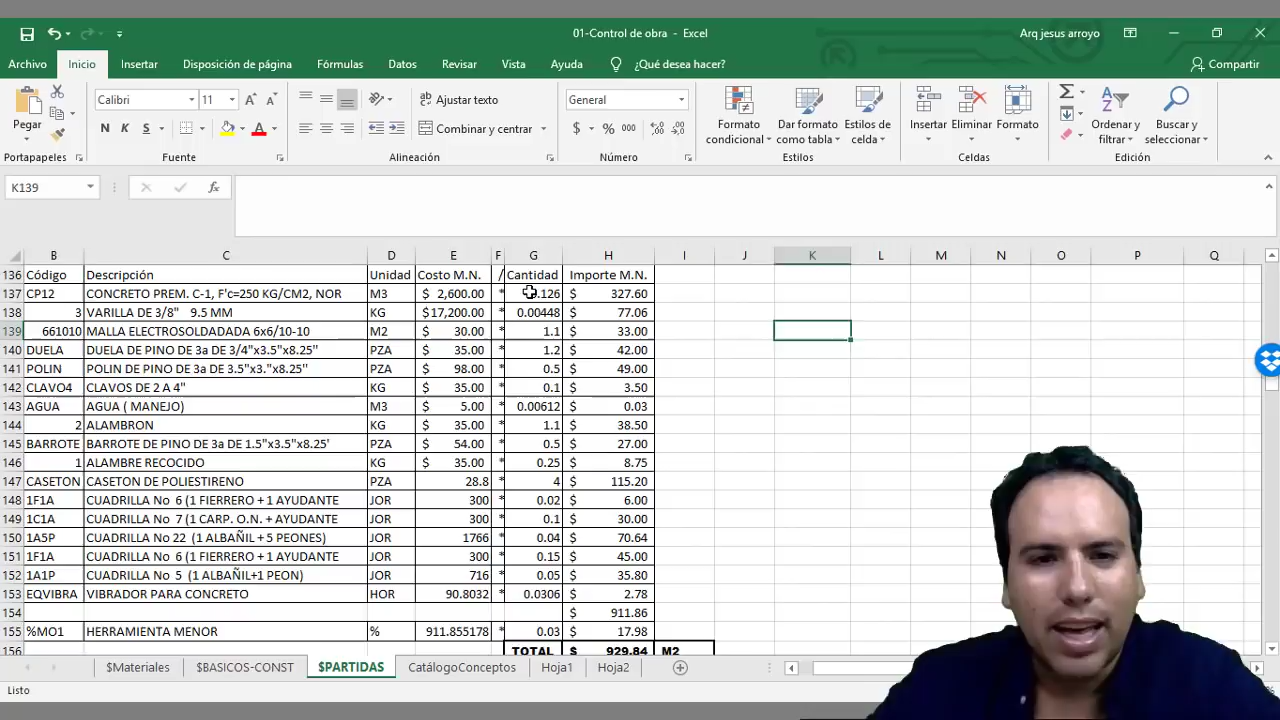 01-Control de obra - Excel
Arq jesus arroyo
Archivo Inicio Insertar Disposición de página Fórmulas Datos Revisar Vista Ayuda ¿Qué desea hacer? Compartir
Pegar
Calibri 11
N K S
Ajustar texto
Combinar y centrar
General
$ % 000
Formato condicional
Dar formato como tabla
Estilos de celda
Insertar
Eliminar
Formato
Ordenar y filtrar
Buscar y seleccionar
Portapapeles Fuente Alineación Número Estilos Celdas Edición
K139 fx
B C D E F G H I J K L M N O P Q
136 Código Descripción Unidad Costo M.N. / Cantidad Importe M.N.
137 CP12 CONCRETO PREM. C-1, F'c=250 KG/CM2, NOR M3 $ 2,600.00 * .126 $ 327.60
138 3 VARILLA DE 3/8" 9.5 MM KG $17,200.00 * 0.00448 $ 77.06
139 661010 MALLA ELECTROSOLDADADA 6x6/10-10 M2 $ 30.00 * 1.1 $ 33.00
140 DUELA DUELA DE PINO DE 3a DE 3/4"x3.5"x8.25" PZA $ 35.00 * 1.2 $ 42.00
141 POLIN POLIN DE PINO DE 3a DE 3.5"x3."x8.25" PZA $ 98.00 * 0.5 $ 49.00
142 CLAVO4 CLAVOS DE 2 A 4" KG $ 35.00 * 0.1 $ 3.50
143 AGUA AGUA ( MANEJO) M3 $ 5.00 * 0.00612 $ 0.03
144 2 ALAMBRON KG $ 35.00 * 1.1 $ 38.50
145 BARROTE BARROTE DE PINO DE 3a DE 1.5"x3.5"x8.25' PZA $ 54.00 * 0.5 $ 27.00
146 1 ALAMBRE RECOCIDO KG $ 35.00 * 0.25 $ 8.75
147 CASETON CASETON DE POLIESTIRENO PZA 28.8 * 4 $ 115.20
148 1F1A CUADRILLA No 6 (1 FIERRERO + 1 AYUDANTE JOR 300 * 0.02 $ 6.00
149 1C1A CUADRILLA No 7 (1 CARP. O.N. + AYUDANTE JOR 300 * 0.1 $ 30.00
150 1A5P CUADRILLA No 22 (1 ALBAÑIL + 5 PEONES) JOR 1766 * 0.04 $ 70.64
151 1F1A CUADRILLA No 6 (1 FIERRERO + 1 AYUDANTE JOR 300 * 0.15 $ 45.00
152 1A1P CUADRILLA No 5 (1 ALBAÑIL+1 PEON) JOR 716 * 0.05 $ 35.80
153 EQVIBRA VIBRADOR PARA CONCRETO HOR 90.8032 * 0.0306 $ 2.78
154 $ 911.86
155 %MO1 HERRAMIENTA MENOR % 911.855178 * 0.03 $ 17.98
156 TOTAL $ 929.84 M2
$Materiales $BASICOS-CONST $PARTIDAS CatálogoConceptos Hoja1 Hoja2
Listo